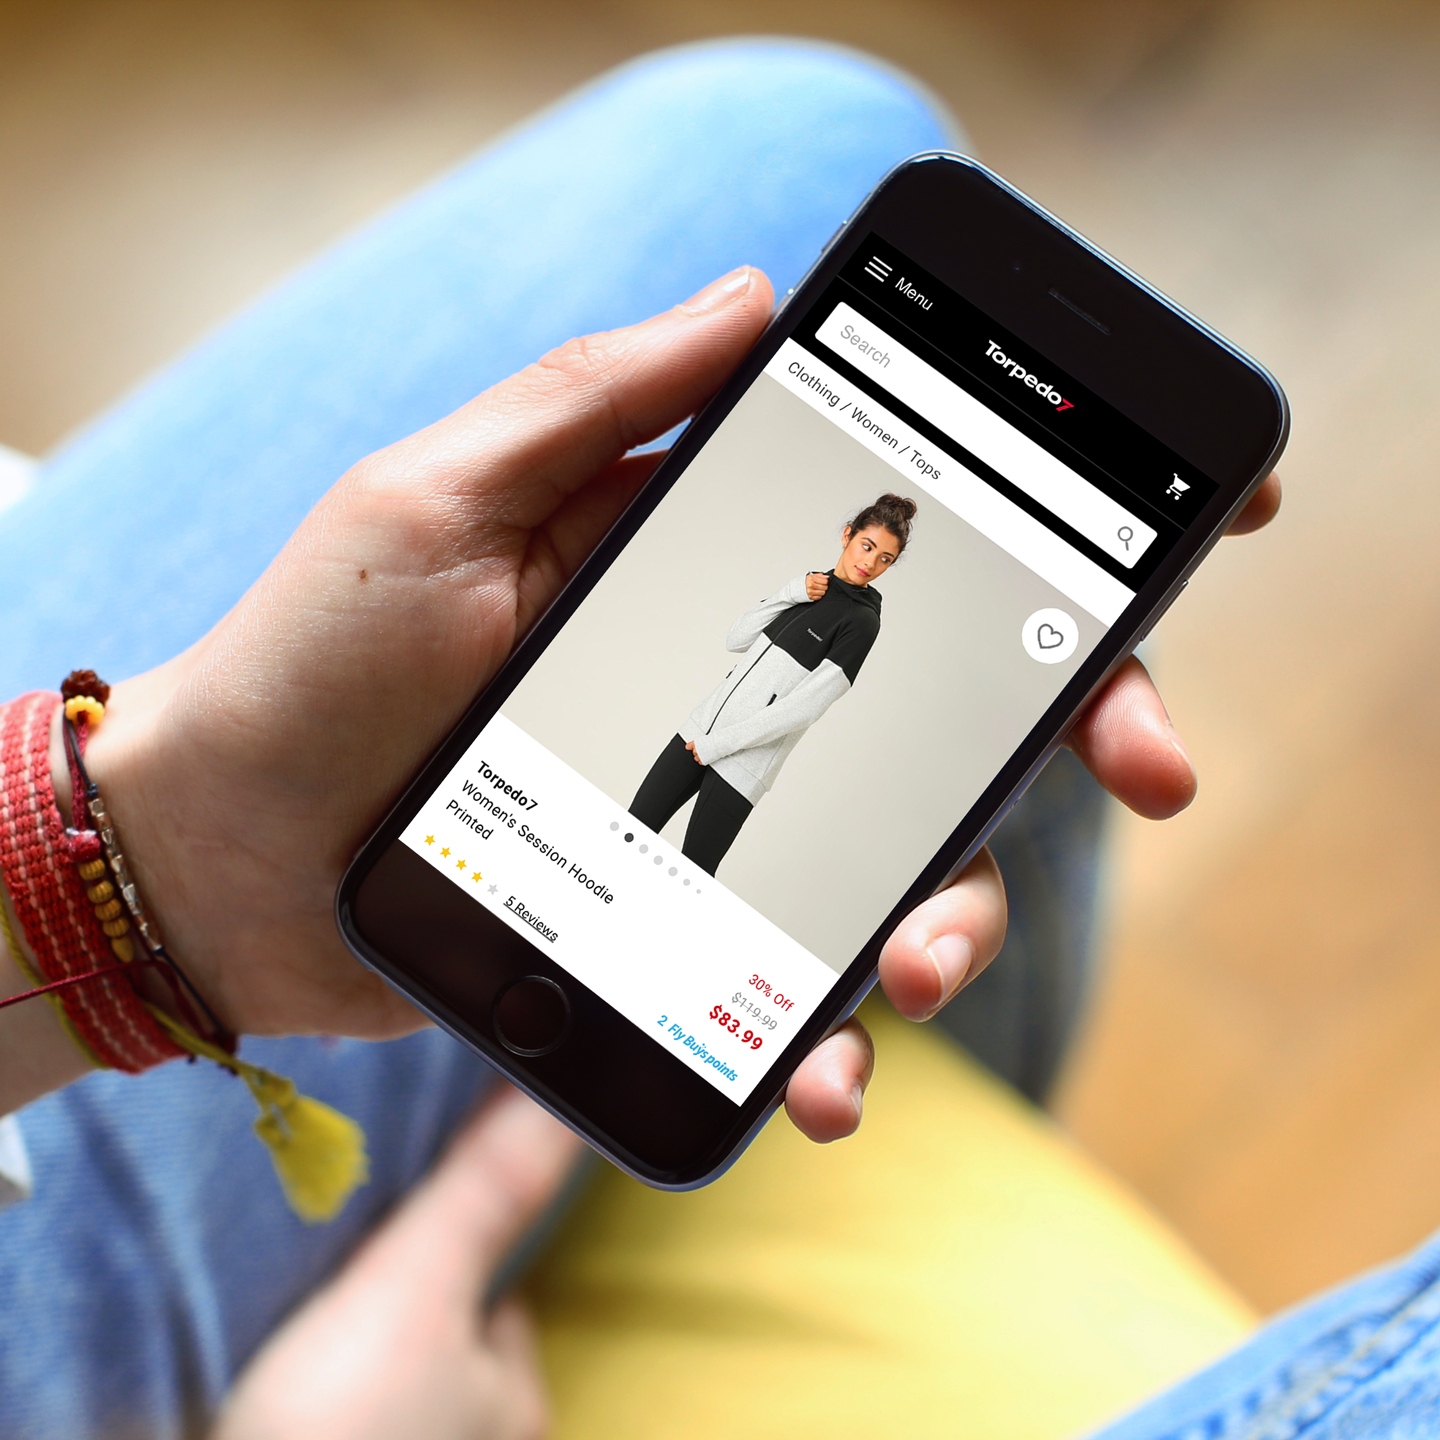 Menu
Torpedo7
Search
Clothing / Women / Tops
Torpedo7
Women's Session Hoodie
Printed
5 Reviews
30% Off
$119.99
$83.99
2 Fly Buys points